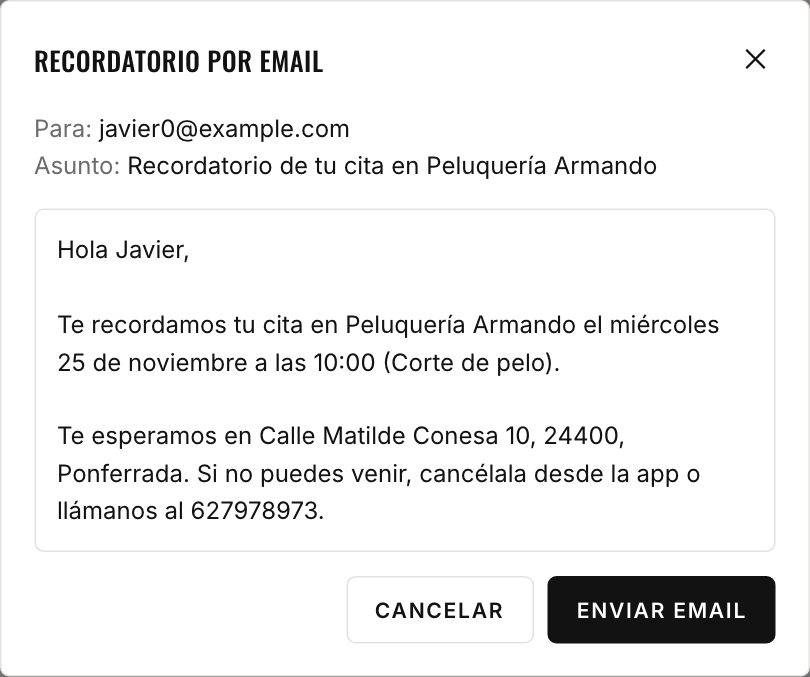 RECORDATORIO POR EMAIL
Para: javier0@example.com
Asunto: Recordatorio de tu cita en Peluquería Armando
Hola Javier,
Te recordamos tu cita en Peluquería Armando el miércoles
25 de noviembre a las 10:00 (Corte de pelo).
Te esperamos en Calle Matilde Conesa 10, 24400,
Ponferrada. Si no puedes venir, cancélala desde la app o
llámanos al 627978973.
CANCELAR
ENVIAR EMAIL